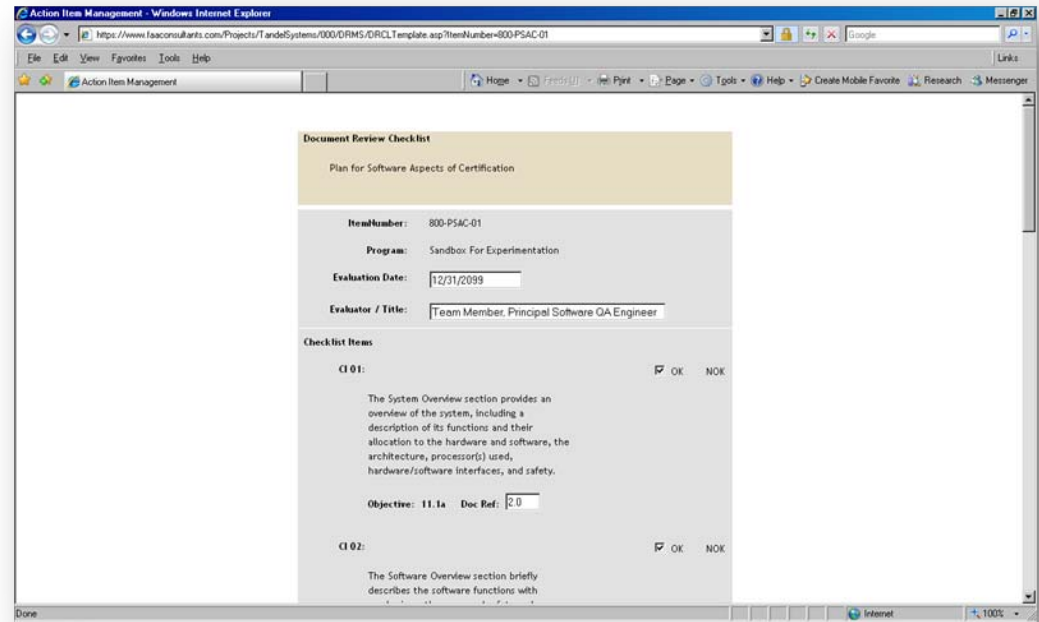 Action Item Management - Windows Internet Explorer
https://www.faaconsultants.com/Projects/TandelSystems/000/DRMS/DRCLTemplate.asp?ItemNumber=800-PSAC-01
Google
File Edit View Favorites Tools Help
Links
Action Item Management
Home Feeds (J) Print Page Tools Help Create Mobile Favorite Research Messenger
Document Review Checklist
Plan for Software Aspects of Certification
ItemNumber: 800-PSAC-01
Program: Sandbox For Experimentation
Evaluation Date: 12/31/2099
Evaluator / Title: Team Member, Principal Software QA Engineer
Checklist Items
CI 01: OK NOK
The System Overview section provides an
overview of the system, including a
description of its functions and their
allocation to the hardware and software, the
architecture, processor(s) used,
hardware/software interfaces, and safety.
Objective: 11.1a Doc Ref: 2.0
CI 02: OK NOK
The Software Overview section briefly
describes the software functions with
Done
Internet
100%